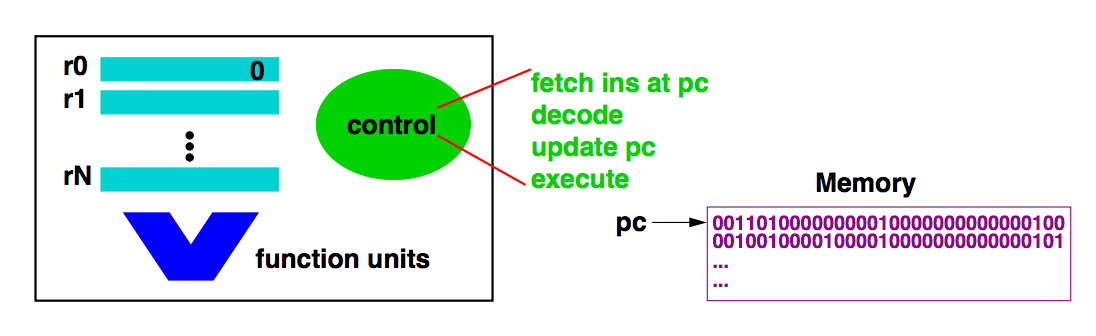 r0
0
r1
rN
control
function units
fetch ins at pc
decode
update pc
execute
Memory
pc
00110100000000010000000000000100
00100100001000010000000000000101
...
...